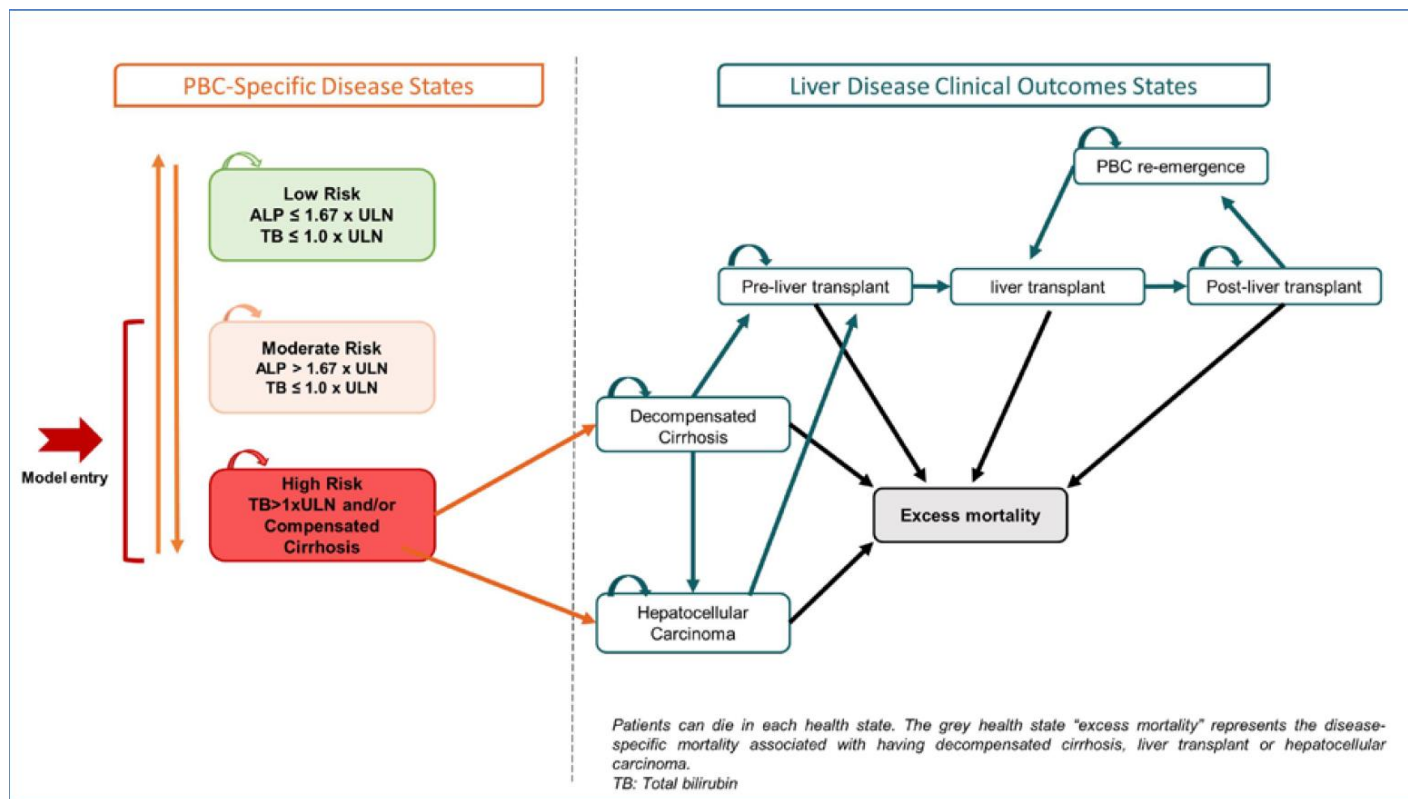 PBC-Specific Disease States
Liver Disease Clinical Outcomes States
Low Risk
ALP ≤ 1.67 x ULN
TB ≤ 1.0 x ULN
Moderate Risk
ALP > 1.67 x ULN
TB ≤ 1.0 x ULN
Model entry
High Risk
TB>1xULN and/or
Compensated
Cirrhosis
PBC re-emergence
Pre-liver transplant
liver transplant
Post-liver transplant
Decompensated
Cirrhosis
Excess mortality
Hepatocellular
Carcinoma
Patients can die in each health state. The grey health state “excess mortality” represents the disease-
specific mortality associated with having decompensated cirrhosis, liver transplant or hepatocellular
carcinoma.
TB: Total bilirubin